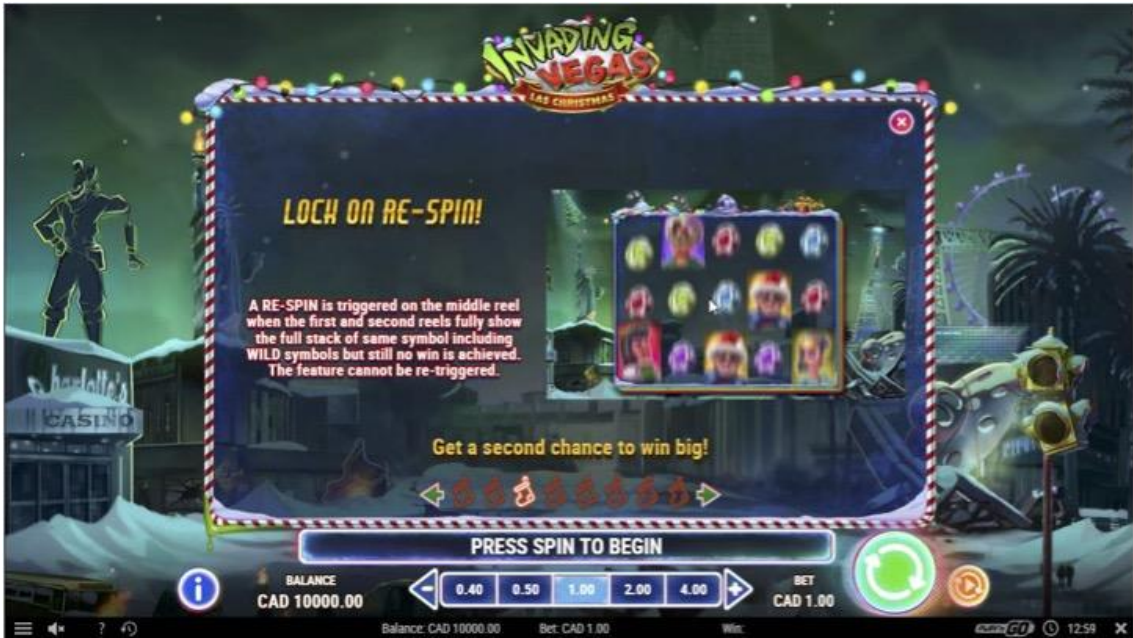 INVADING
VEGAS
LAS CHRISTMAS
LOCK ON RE-SPIN!
A RE-SPIN is triggered on the middle reel
when the first and second reels fully show
the full stack of same symbol including
WILD symbols but still no win is achieved.
The feature cannot be re-triggered.
Get a second chance to win big!
CASINO
PRESS SPIN TO BEGIN
BALANCE
CAD 10000.00
0.40 0.50 1.00 2.00 4.00
BET
CAD 1.00
? Balance: CAD 10000.00 Bet: CAD 1.00 Win: PLAY'N GO 12:59